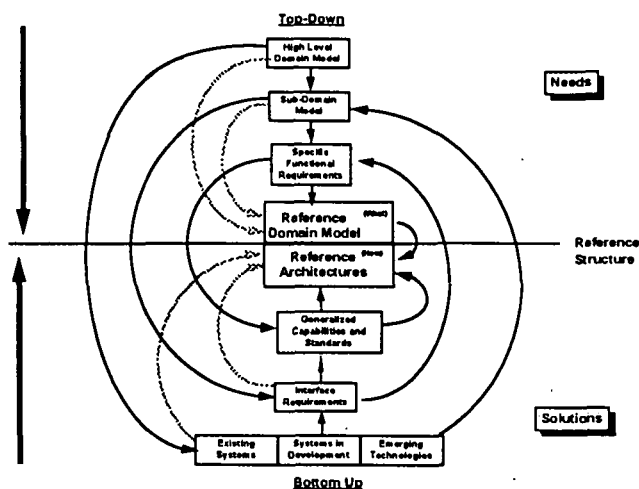 Top-Down
High Level
Domain Model
Needs
Sub-Domain
Model
Specific
Functional
Requirements
Reference (What)
Domain Model
Reference
Structure
Reference (How)
Architectures
Generalized
Capabilities and
Standards
Interface
Requirements
Solutions
Existing
Systems
Systems in
Development
Emerging
Technologies
Bottom Up